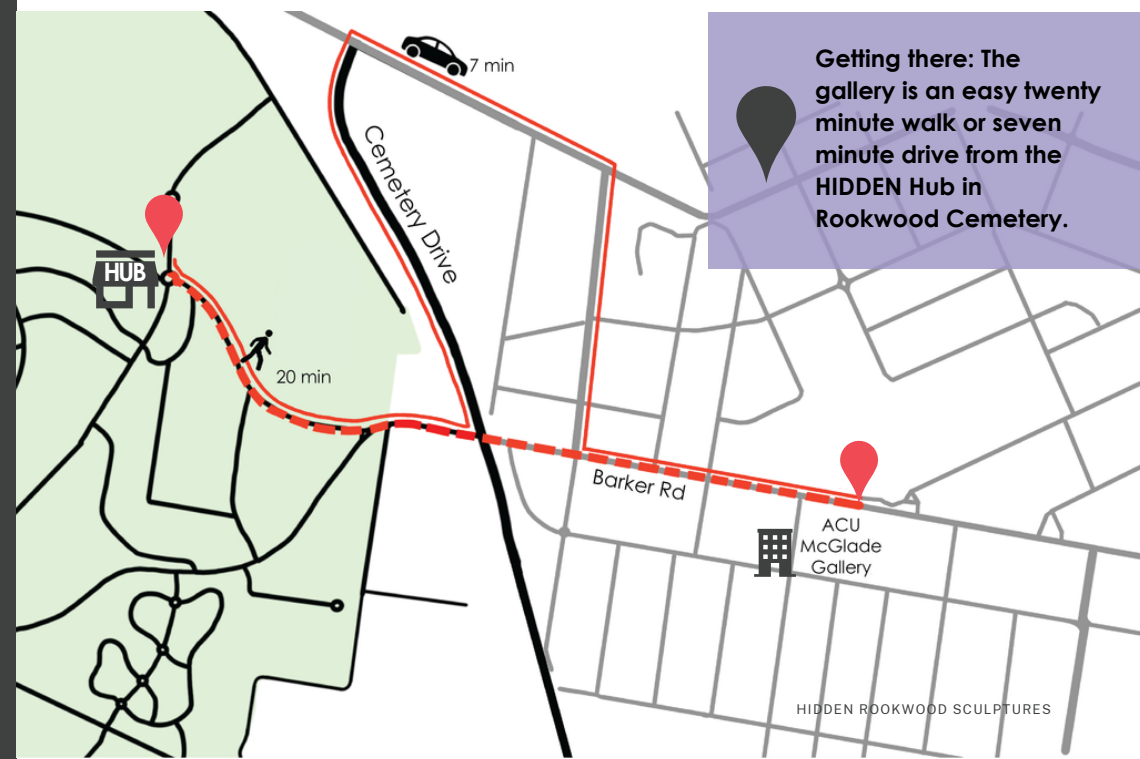 7 min
Getting there: The
gallery is an easy twenty
minute walk or seven
minute drive from the
HIDDEN Hub in
Rookwood Cemetery.
Cemetery Drive
HUB
20 min
Barker Rd
ACU
McGlade
Gallery
HIDDEN ROOKWOOD SCULPTURES